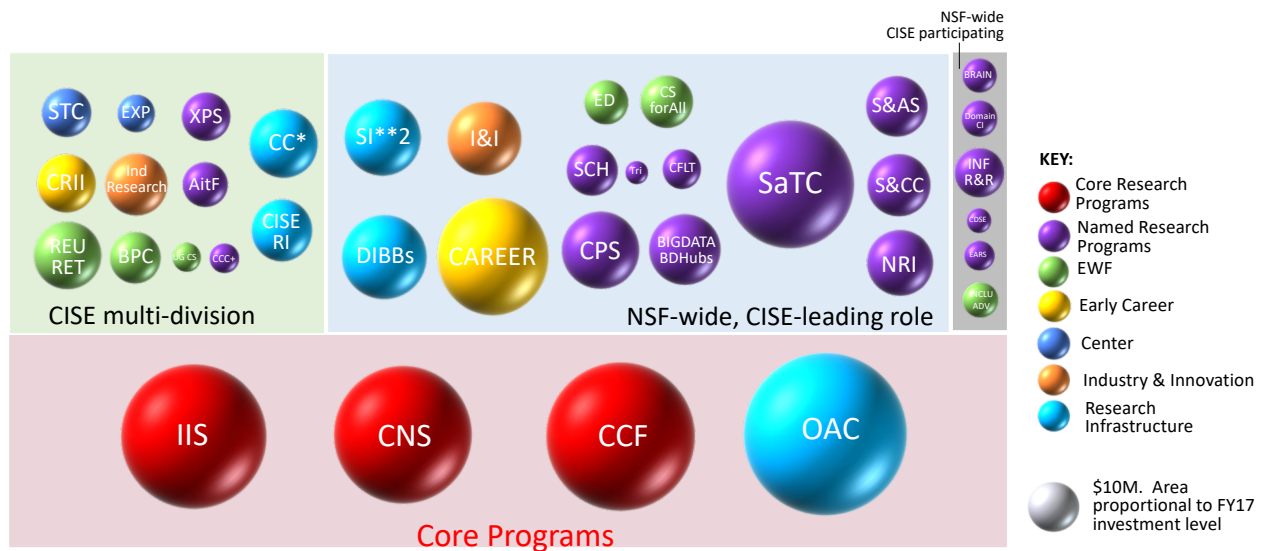 NSF-wide
CISE participating
STC
EXP
XPS
CC*
CRII
Ind
Research
AitF
CISE
RI
REU
RET
BPC
UG CS
CCC+
CISE multi-division
SI**2
I&I
ED
CS
forAll
SCH
Tri
CFLT
SaTC
S&AS
S&CC
DIBBs
CAREER
CPS
BIGDATA
BDHubs
NRI
NSF-wide, CISE-leading role
BRAIN
Domain
CI
INF
R&R
CDSE
EARS
INCLU
ADV
IIS
CNS
CCF
OAC
Core Programs
KEY:
Core Research
Programs
Named Research
Programs
EWF
Early Career
Center
Industry & Innovation
Research
Infrastructure
$10M. Area
proportional to FY17
investment level